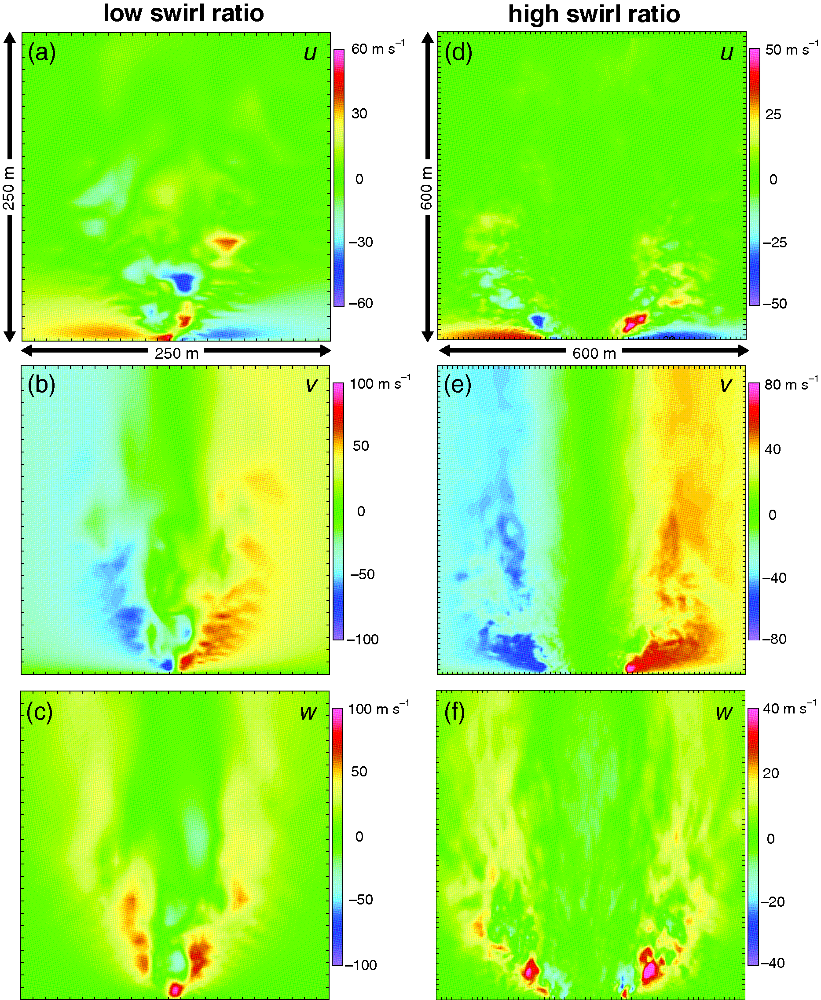 low swirl ratio
high swirl ratio
(a)
u
60 m s⁻¹
30
0
−30
−60
250 m
250 m
(d)
u
50 m s⁻¹
25
0
−25
−50
600 m
600 m
(b)
v
100 m s⁻¹
50
0
−50
−100
(e)
v
80 m s⁻¹
40
0
−40
−80
(c)
w
100 m s⁻¹
50
0
−50
−100
(f)
w
40 m s⁻¹
20
0
−20
−40